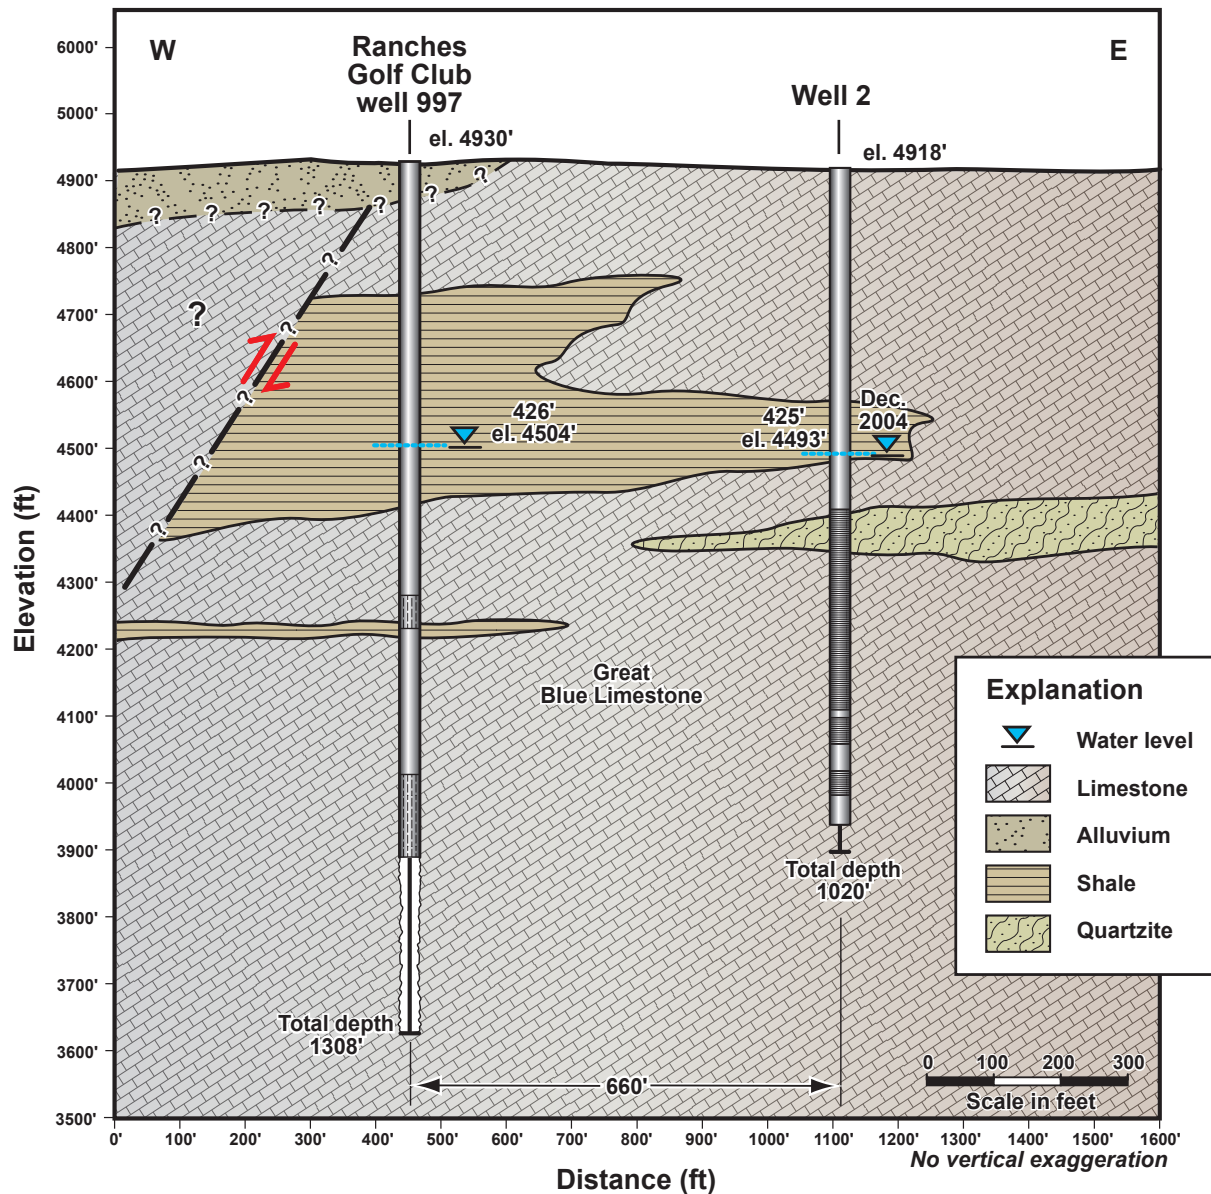 W
E
Ranches
Golf Club
well 997
el. 4930'
Well 2
el. 4918'
Elevation (ft)
6000'
5000'
4900'
4800'
4700'
4600'
4500'
4400'
4300'
4200'
4100'
4000'
3900'
3800'
3700'
3600'
3500'
?
?
?
?
?
?
?
?
?
?
?
?
?
?
426'
el. 4504'
425'
el. 4493'
Dec.
2004
Great
Blue Limestone
Total depth
1308'
Total depth
1020'
660'
Explanation
Water level
Limestone
Alluvium
Shale
Quartzite
0 100 200 300
Scale in feet
0' 100' 200' 300' 400' 500' 600' 700' 800' 900' 1000' 1100' 1200' 1300' 1400' 1500' 1600'
No vertical exaggeration
Distance (ft)